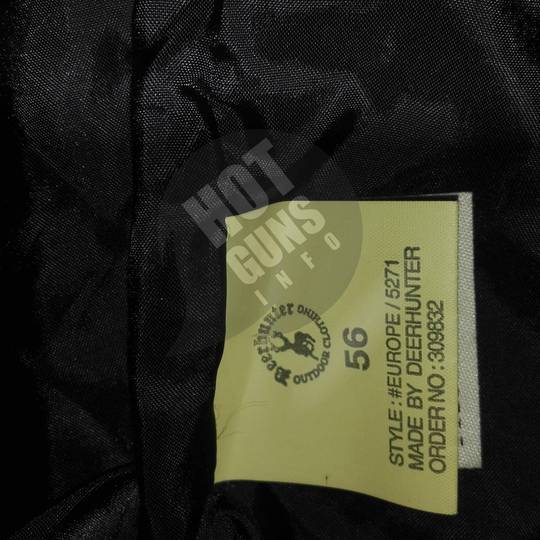 HOT
GUNS
INFO
Deerhunter
OUTDOOR CLOTHING
56
STYLE : #EUROPE / 5271
MADE BY DEERHUNTER
ORDER NO : 309832